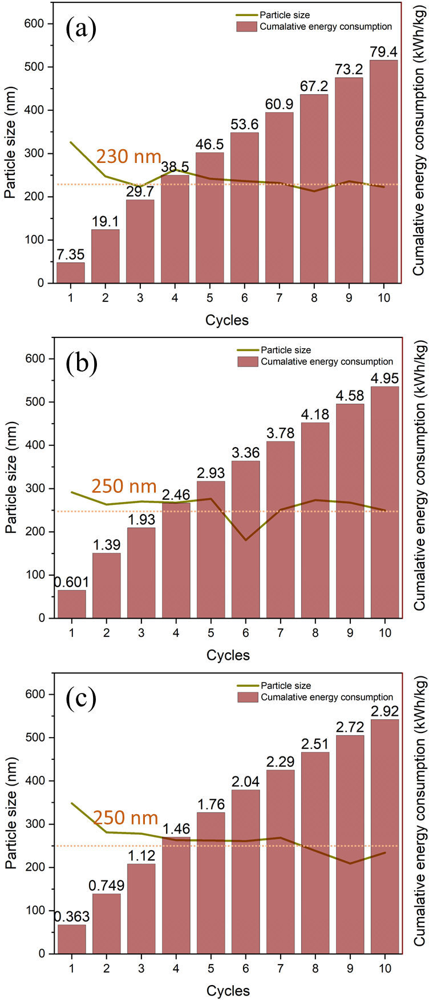 (a)
Particle size
Cumalative energy consumption
600
500
400
300
200
100
0
Particle size (nm)
Cumalative energy consumption (kWh/kg)
230 nm
7.35
19.1
29.7
38.5
46.5
53.6
60.9
67.2
73.2
79.4
1 2 3 4 5 6 7 8 9 10
Cycles
(b)
Particle size
Cumalative energy consumption
600
500
400
300
200
100
0
Particle size (nm)
Cumalative energy consumption (kWh/kg)
250 nm
0.601
1.39
1.93
2.46
2.93
3.36
3.78
4.18
4.58
4.95
1 2 3 4 5 6 7 8 9 10
Cycles
(c)
Particle size
Cumalative energy consumption
600
500
400
300
200
100
0
Particle size (nm)
Cumalative energy consumption (kWh/kg)
250 nm
0.363
0.749
1.12
1.46
1.76
2.04
2.29
2.51
2.72
2.92
1 2 3 4 5 6 7 8 9 10
Cycles